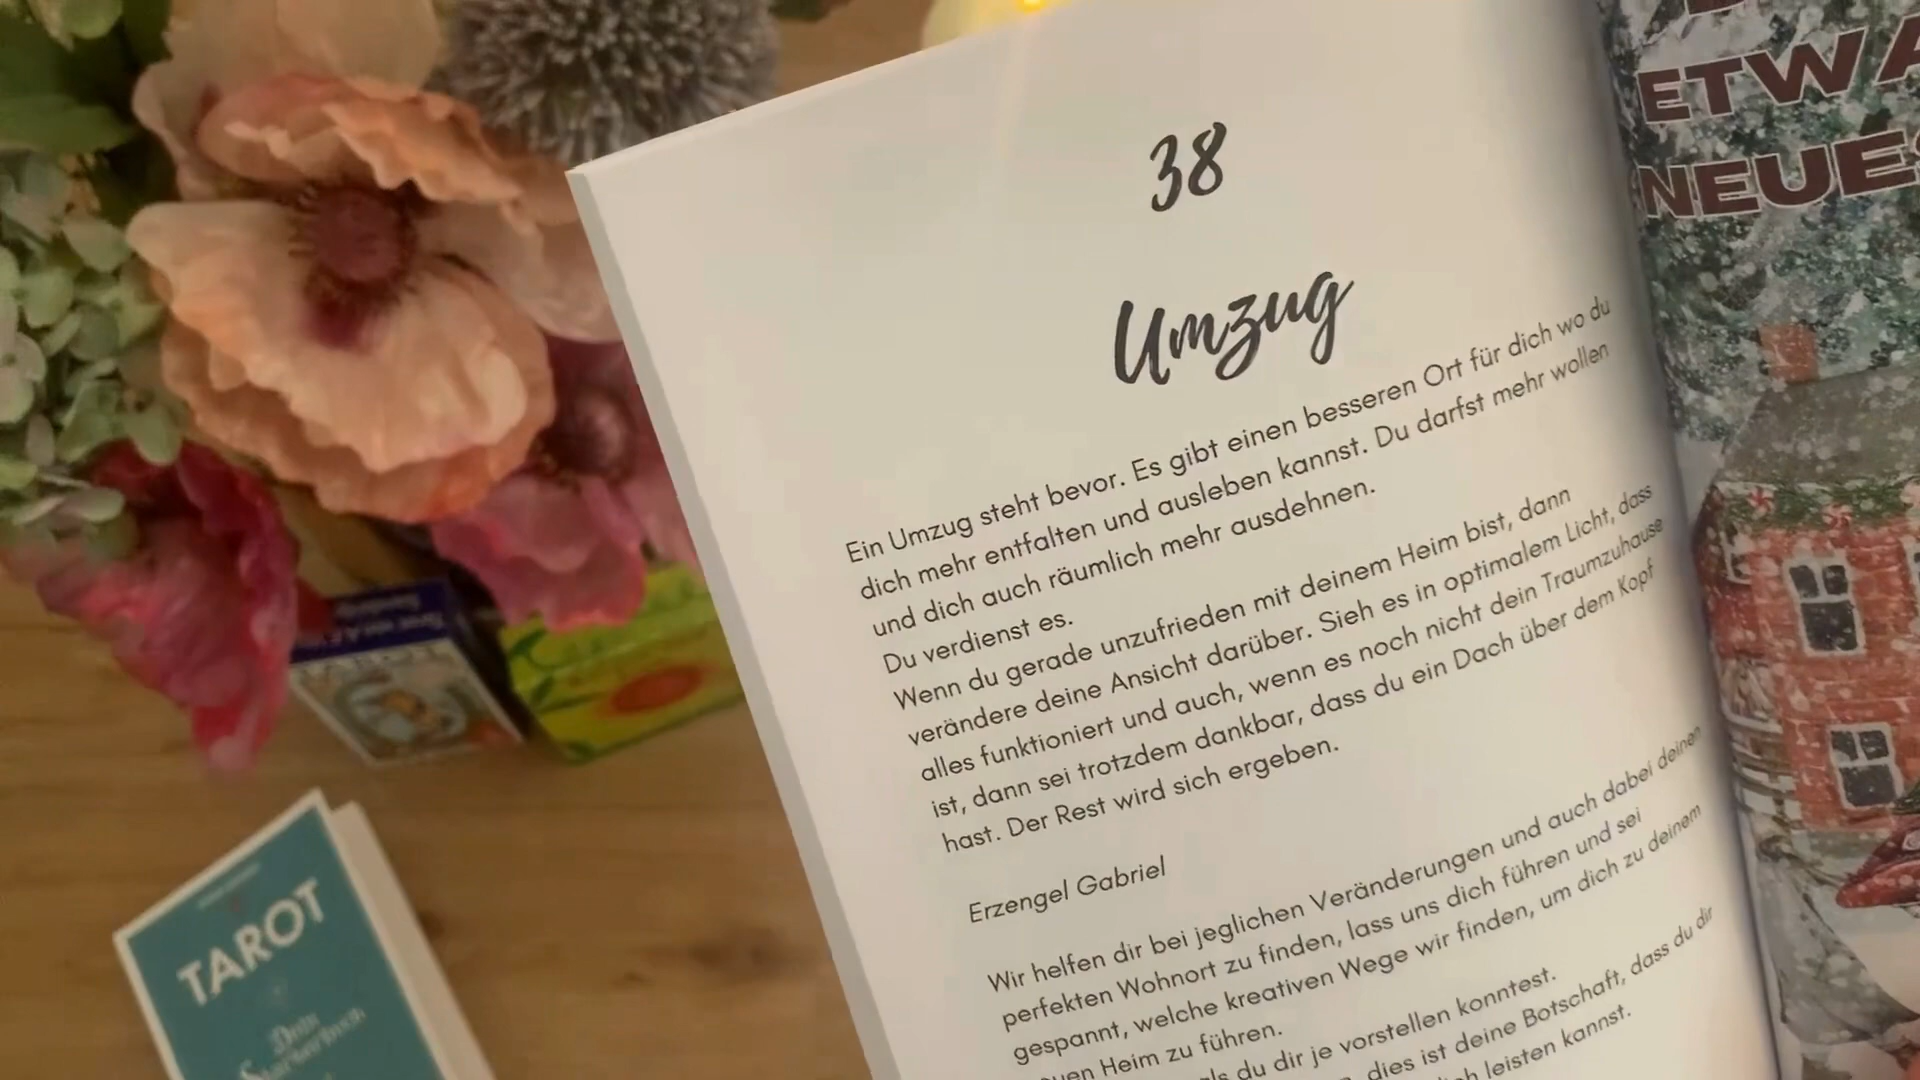 38
Umzug
Ein Umzug steht bevor. Es gibt einen besseren Ort für dich wo du
dich mehr entfalten und ausleben kannst. Du darfst mehr wollen
und dich auch räumlich mehr ausdehnen.
Du verdienst es.
Wenn du gerade unzufrieden mit deinem Heim bist, dann
verändere deine Ansicht darüber. Sieh es in optimalem Licht, dass
alles funktioniert und auch, wenn es noch nicht dein Traumzuhause
ist, dann sei trotzdem dankbar, dass du ein Dach über dem Kopf
hast. Der Rest wird sich ergeben.
Erzengel Gabriel
Wir helfen dir bei jeglichen Veränderungen und auch dabei deinen
perfekten Wohnort zu finden, lass uns dich führen und sei
gespannt, welche kreativen Wege wir finden, um dich zu deinem
Heim zu führen.
du dir je vorstellen konntest.
dies ist deine Botschaft, dass du dir
leisten kannst.
ETWA
NEUES
TAROT
Dein